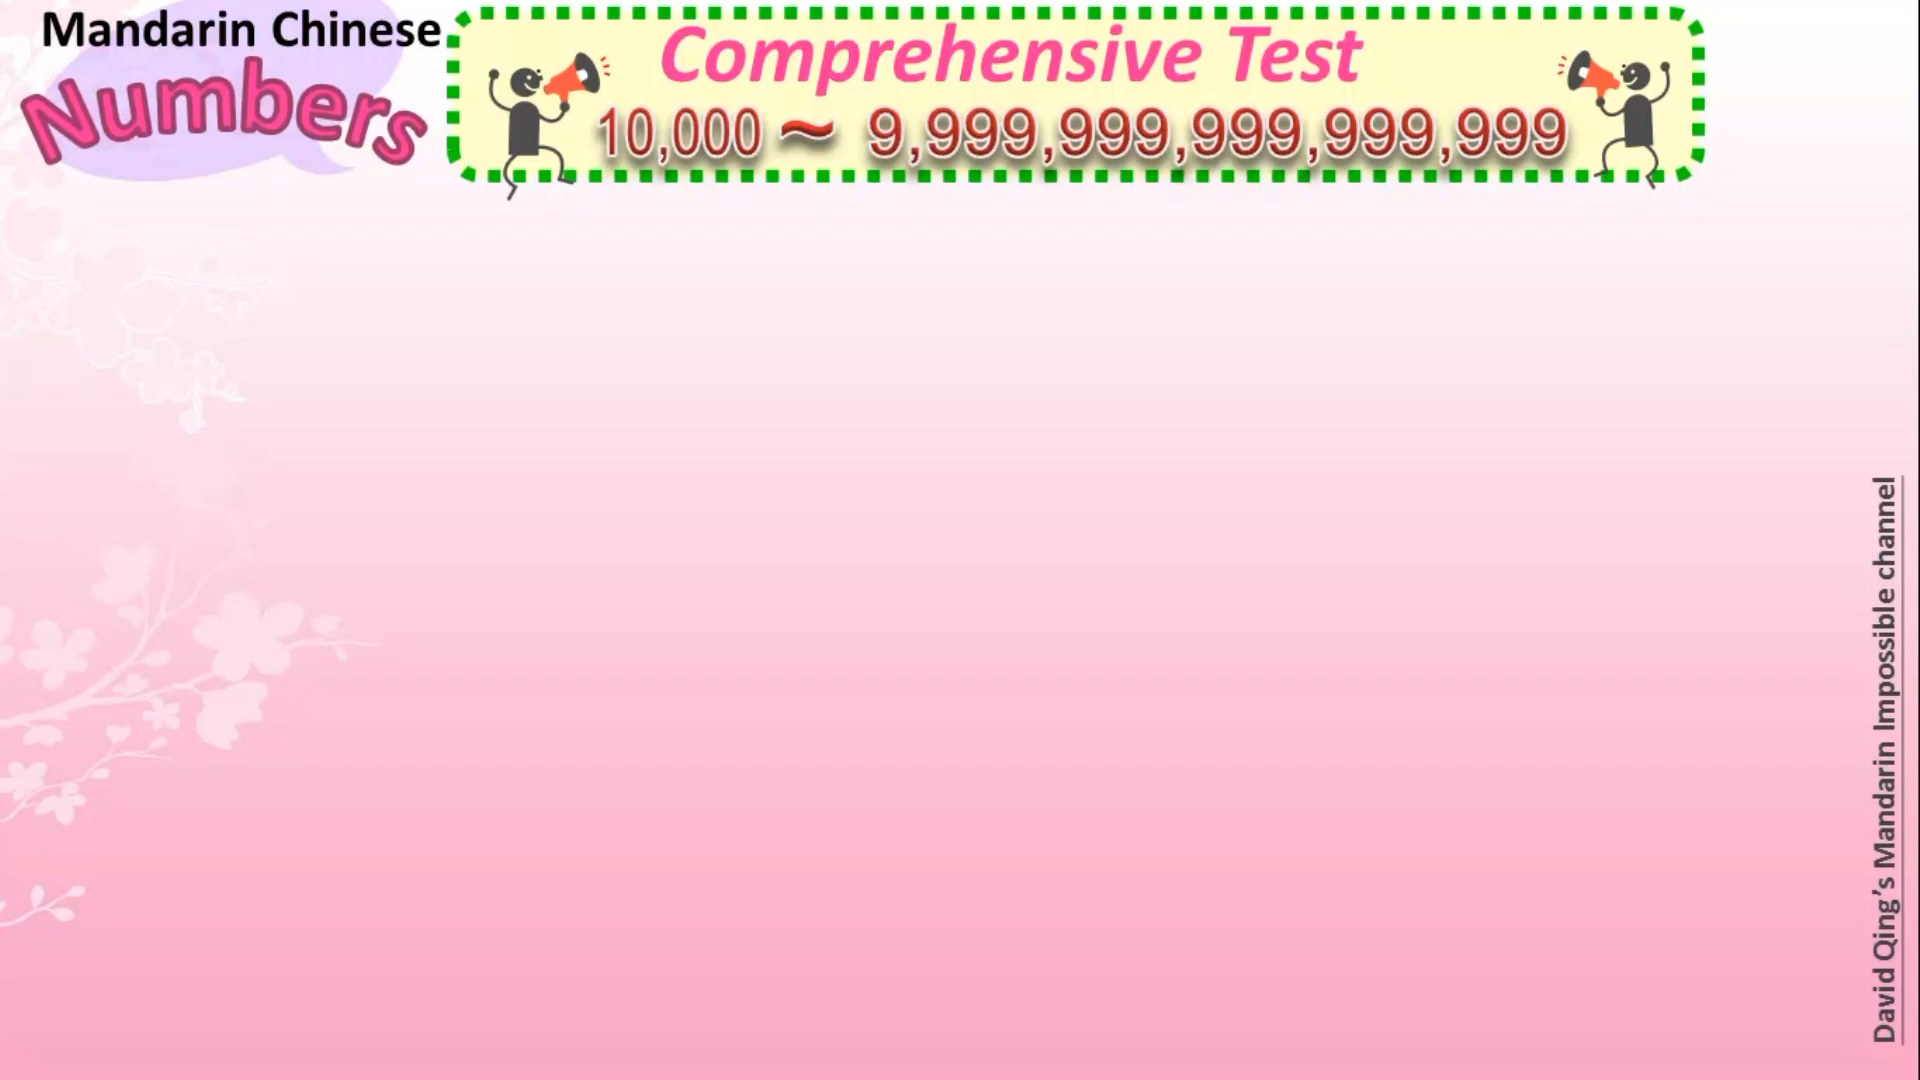 Mandarin Chinese
Numbers
Comprehensive Test
10,000 ~ 9,999,999,999,999,999
David Qing’s Mandarin Impossible channel